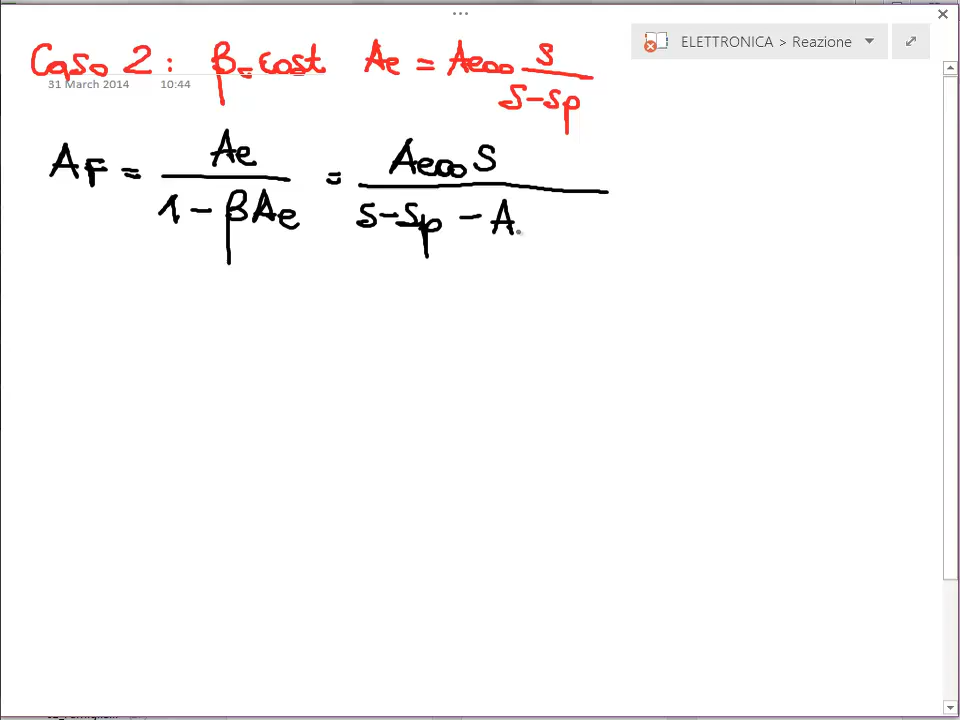 ELETTRONICA > Reazione
Caso 2: β=cost Ae = Ae∞ s/(s-sp)
31 March 2014 10:44
AF = Ae/(1-βAe) = Ae∞ s/(s-sp - A